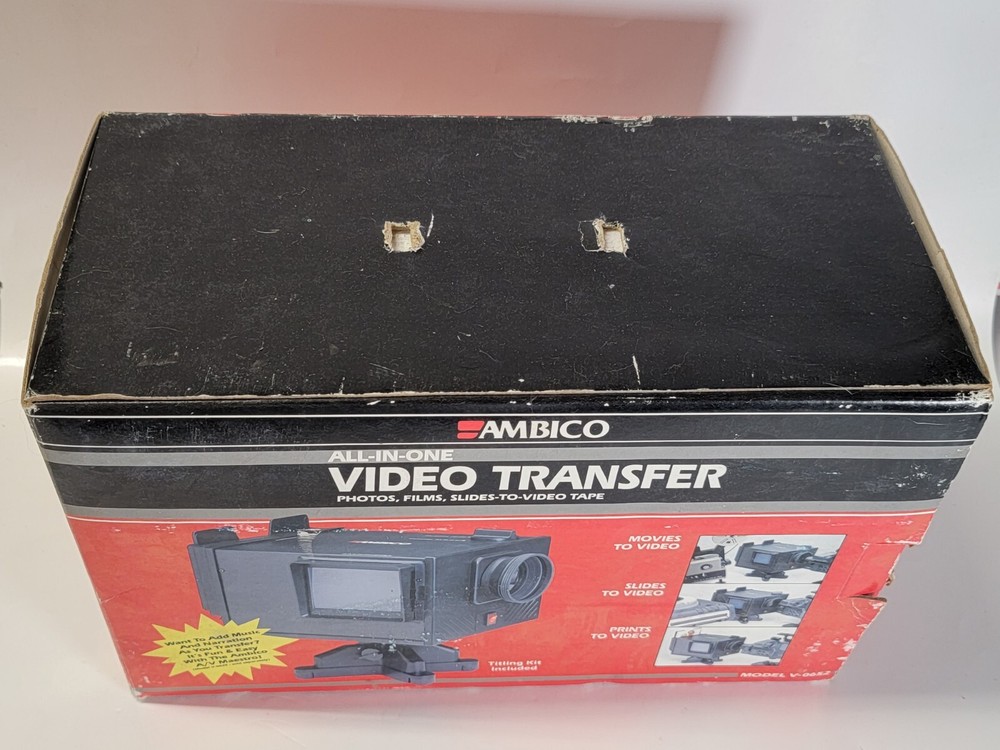 AMBICO
ALL-IN-ONE
VIDEO TRANSFER
PHOTOS, FILMS, SLIDES-TO-VIDEO TAPE
MOVIES
TO VIDEO
SLIDES
TO VIDEO
PRINTS
TO VIDEO
Want To Add Music
And Narration
As You Transfer?
It's Fun & Easy
With The Ambico
A/V Maestro!
Titling Kit
Included
MODEL